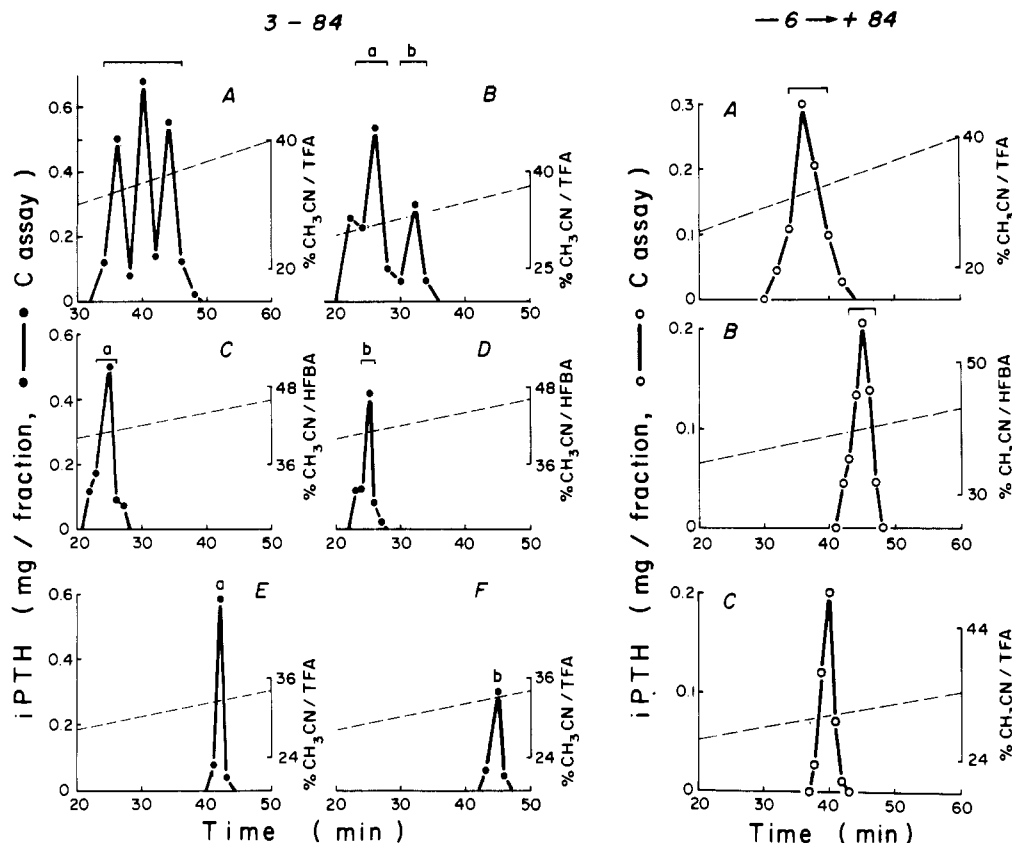 3 - 84
— 6 → + 84
a
b
A
B
A
0.6
0.4
0.2
0
40
20
% CH3CN / TFA
40
25
% CH3CN / TFA
0.3
0.2
0.1
0
40
20
% CH3CN / TFA
30
40
50
60
20
30
40
50
20
30
40
50
60
a
C
b
D
B
0.6
0.4
0.2
0
48
36
% CH3CN / HFBA
48
36
% CH3CN / HFBA
0.2
0.1
0
50
30
% CH3CN / HFBA
20
30
40
50
20
30
40
50
20
30
40
50
60
a
E
b
F
C
0.6
0.4
0.2
0
36
24
% CH3CN / TFA
36
24
% CH3CN / TFA
0.2
0.1
0
44
24
% CH3CN / TFA
20
30
40
50
20
30
40
50
20
30
40
50
60
iPTH ( mg / fraction, C assay )
iPTH ( mg / fraction, C assay )
Time ( min )
Time ( min )